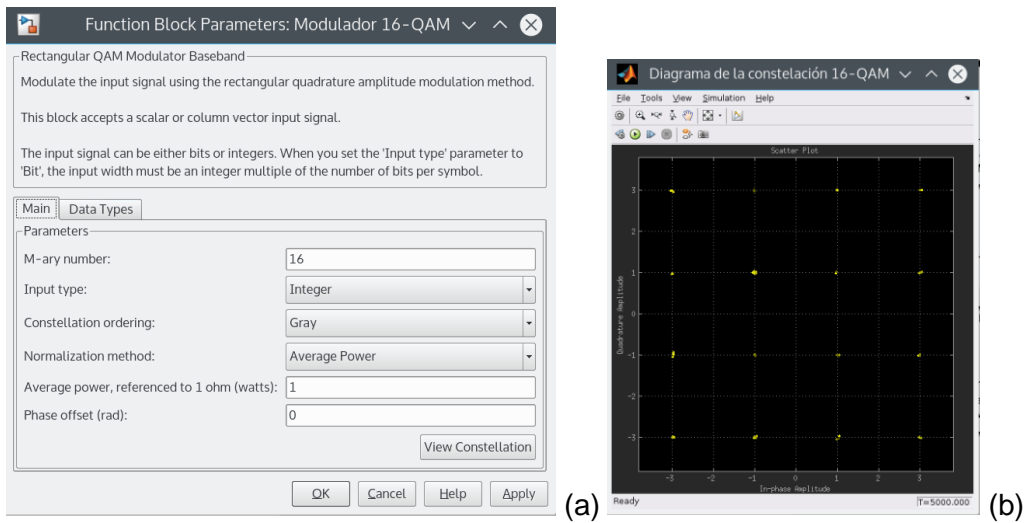 Function Block Parameters: Modulador 16-QAM
Rectangular QAM Modulator Baseband
Modulate the input signal using the rectangular quadrature amplitude modulation method.
This block accepts a scalar or column vector input signal.
The input signal can be either bits or integers. When you set the 'Input type' parameter to
'Bit', the input width must be an integer multiple of the number of bits per symbol.
Main Data Types
Parameters
M-ary number: 16
Input type: Integer
Constellation ordering: Gray
Normalization method: Average Power
Average power, referenced to 1 ohm (watts): 1
Phase offset (rad): 0
View Constellation
OK Cancel Help Apply
(a)
Diagrama de la constelación 16-QAM
File Tools View Simulation Help
Scatter Plot
3
2
1
0
-1
-2
-3
Quadrature Amplitude
-3 -2 -1 0 1 2 3
In-phase Amplitude
Ready T=5000.000
(b)